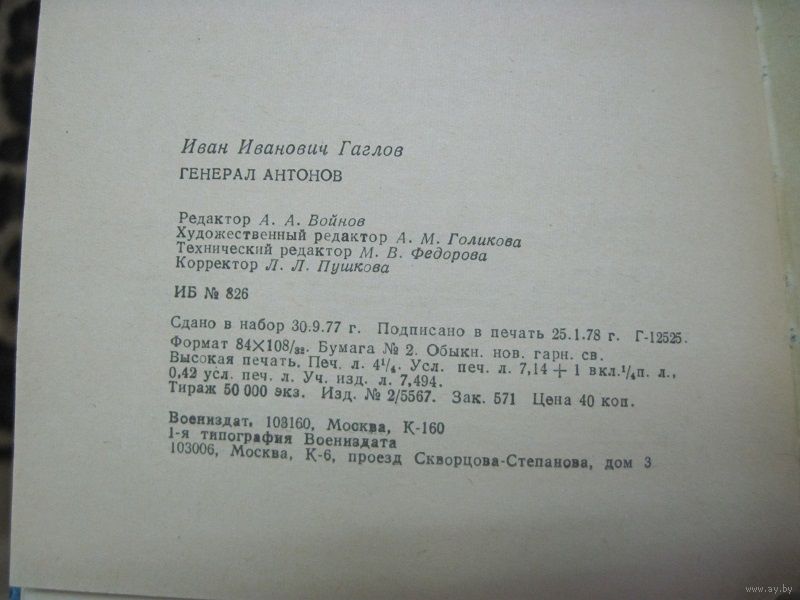 Иван Иванович Гаглов
ГЕНЕРАЛ АНТОНОВ
Редактор А. А. Войнов
Художественный редактор А. М. Голикова
Технический редактор М. В. Федорова
Корректор Л. Л. Пушкова
ИБ № 826
Сдано в набор 30.9.77 г. Подписано в печать 25.1.78 г. Г-12525.
Формат 84×108/₃₂. Бумага № 2. Обыкн. нов. гарн. св.
Высокая печать. Печ. л. 4¹/₄. Усл. печ. л. 7,14 + 1 вкл.¹/₄п. л.,
0,42 усл. печ. л. Уч. изд. л. 7,494.
Тираж 50 000 экз. Изд. № 2/5567. Зак. 571 Цена 40 коп.
Воениздат, 103160, Москва, К-160
1-я типография Воениздата
103006, Москва, К-6, проезд Скворцова-Степанова, дом 3
www.ay.by